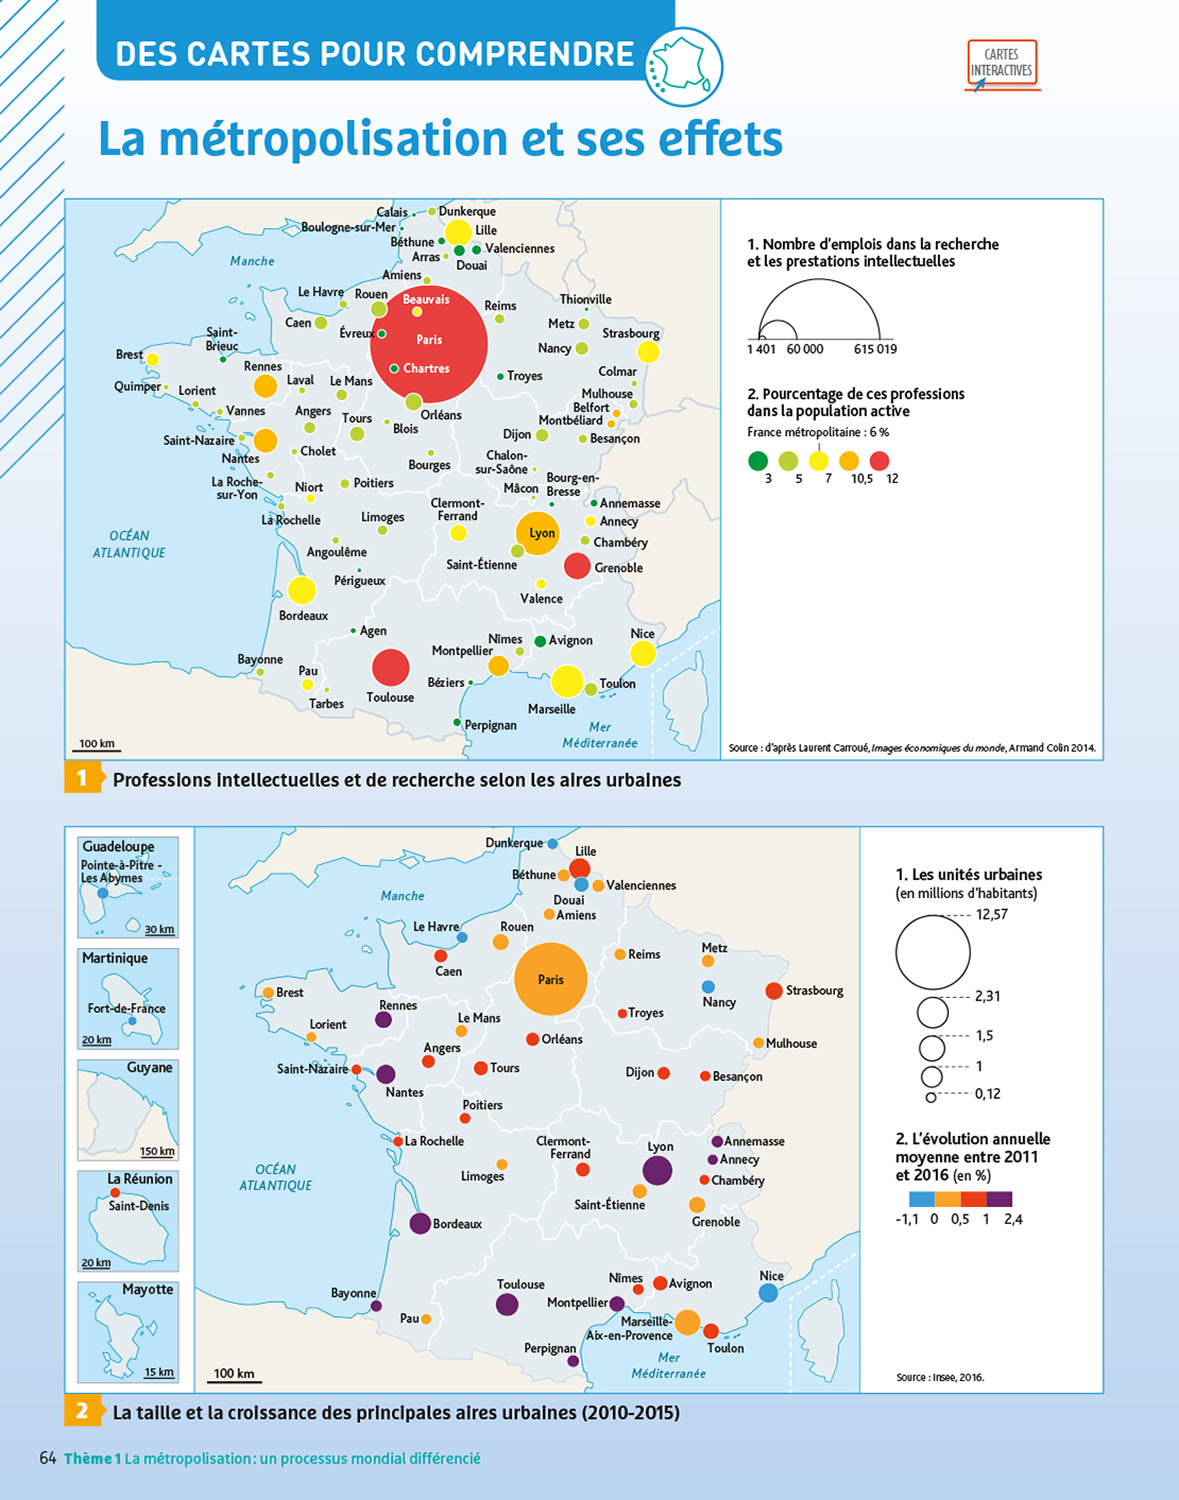 DES CARTES POUR COMPRENDRE
CARTES
INTERACTIVES
La métropolisation et ses effets
Calais
Dunkerque
Boulogne-sur-Mer
Lille
Béthune
Valenciennes
Arras
Douai
Manche
Amiens
Le Havre
Rouen
Beauvais
Reims
Thionville
Caen
Évreux
Paris
Metz
Strasbourg
Saint-
Brieuc
Nancy
Brest
Rennes
Chartres
Colmar
Quimper
Lorient
Laval
Le Mans
Troyes
Mulhouse
Vannes
Angers
Tours
Orléans
Belfort
Montbéliard
Blois
Dijon
Besançon
Saint-Nazaire
Nantes
Cholet
Bourges
Chalon-
sur-Saône
La Roche-
sur-Yon
Niort
Poitiers
Mâcon
Bourg-en-
Bresse
Annemasse
La Rochelle
Limoges
Clermont-
Ferrand
Lyon
Annecy
OCÉAN
ATLANTIQUE
Angoulême
Saint-Étienne
Chambéry
Grenoble
Périgueux
Valence
Bordeaux
Agen
Nîmes
Avignon
Nice
Montpellier
Bayonne
Pau
Toulouse
Béziers
Toulon
Tarbes
Marseille
Perpignan
Mer
Méditerranée
100 km
1. Nombre d'emplois dans la recherche
et les prestations intellectuelles
1 401 60 000 615 019
2. Pourcentage de ces professions
dans la population active
France métropolitaine : 6 %
3 5 7 10,5 12
Source : d'après Laurent Carroué, Images économiques du monde, Armand Colin 2014.
1 Professions intellectuelles et de recherche selon les aires urbaines
Guadeloupe
Pointe-à-Pitre -
Les Abymes
30 km
Martinique
Fort-de-France
20 km
Guyane
150 km
La Réunion
Saint-Denis
20 km
Mayotte
15 km
Dunkerque
Lille
Béthune
Valenciennes
Douai
Manche
Amiens
Le Havre
Rouen
Reims
Metz
Caen
Paris
Brest
Nancy
Strasbourg
Rennes
Le Mans
Troyes
Lorient
Orléans
Mulhouse
Angers
Saint-Nazaire
Tours
Dijon
Besançon
Nantes
Poitiers
La Rochelle
Clermont-
Ferrand
Lyon
Annemasse
Annecy
Limoges
Chambéry
OCÉAN
ATLANTIQUE
Saint-Étienne
Grenoble
Bordeaux
Bayonne
Toulouse
Nîmes
Avignon
Nice
Montpellier
Pau
Marseille-
Aix-en-Provence
Toulon
Perpignan
Mer
Méditerranée
100 km
1. Les unités urbaines
(en millions d'habitants)
12,57
2,31
1,5
1
0,12
2. L'évolution annuelle
moyenne entre 2011
et 2016 (en %)
-1,1 0 0,5 1 2,4
Source : Insee, 2016.
2 La taille et la croissance des principales aires urbaines (2010-2015)
64 Thème 1 La métropolisation : un processus mondial différencié